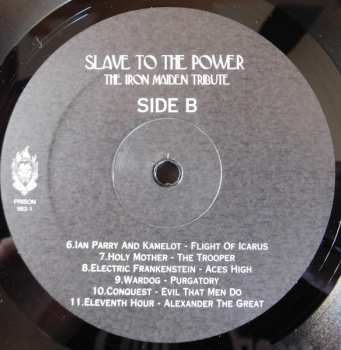 SLAVE TO THE POWER
THE IRON MAIDEN TRIBUTE
SIDE B
PRISON
6.IAN PARRY AND KAMELOT - FLIGHT OF ICARUS
7.HOLY MOTHER - THE TROOPER
8.ELECTRIC FRANKENSTEIN - ACES HIGH
9.WARDOG - PURGATORY
10.CONQUEST - EVIL THAT MEN DO
11.ELEVENTH HOUR - ALEXANDER THE GREAT